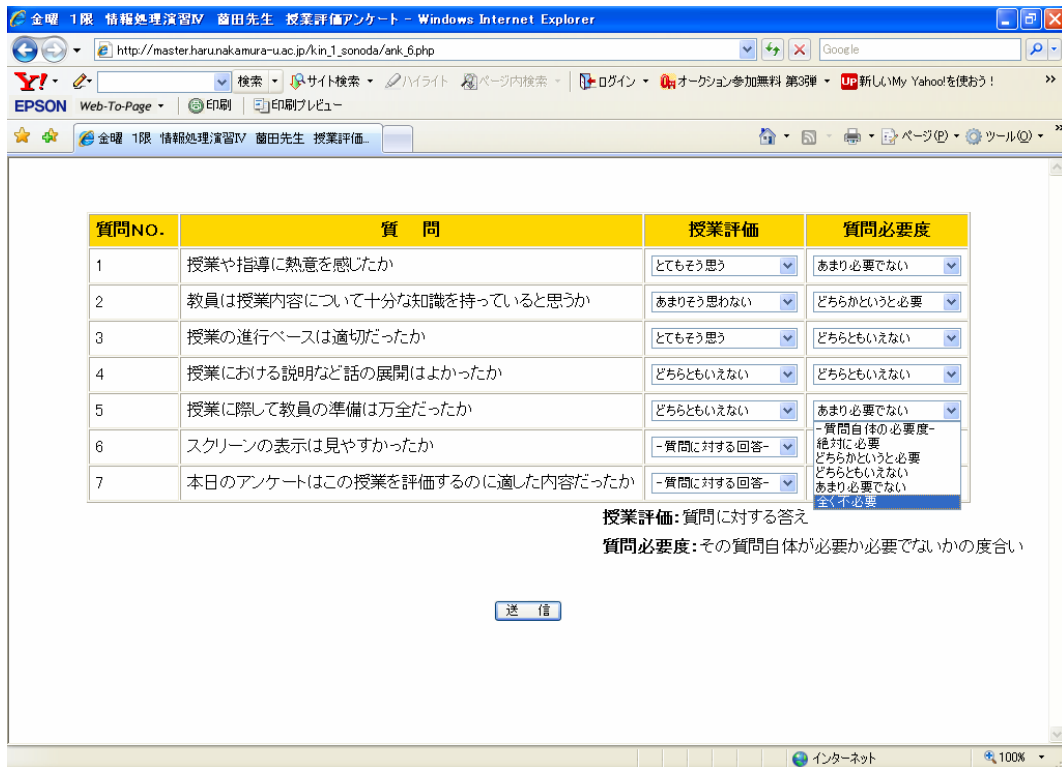 金曜 1限 情報処理演習Ⅳ 薗田先生 授業評価アンケート - Windows Internet Explorer
http://master.haru.nakamura-u.ac.jp/kin_1_sonoda/ank_6.php
Google
Y! 検索 サイト検索 ハイライト ページ内検索 ログイン オークション参加無料 第3弾 UP 新しいMy Yahoo!を使おう! »
EPSON Web-To-Page 印刷 印刷プレビュー
金曜 1限 情報処理演習Ⅳ 薗田先生 授業評価... ページ(P) ツール(O) »
質問NO. 質 問 授業評価 質問必要度
1 授業や指導に熱意を感じたか とてもそう思う あまり必要でない
2 教員は授業内容について十分な知識を持っていると思うか あまりそう思わない どちらかというと必要
3 授業の進行ペースは適切だったか とてもそう思う どちらともいえない
4 授業における説明など話の展開はよかったか どちらともいえない どちらともいえない
5 授業に際して教員の準備は万全だったか どちらともいえない あまり必要でない
6 スクリーンの表示は見やすかったか -質問に対する回答-
7 本日のアンケートはこの授業を評価するのに適した内容だったか -質問に対する回答-
-質問自体の必要度-
絶対に必要
どちらかというと必要
どちらともいえない
あまり必要でない
全く不必要
授業評価:質問に対する答え
質問必要度:その質問自体が必要か必要でないかの度合い
送 信
インターネット 100%